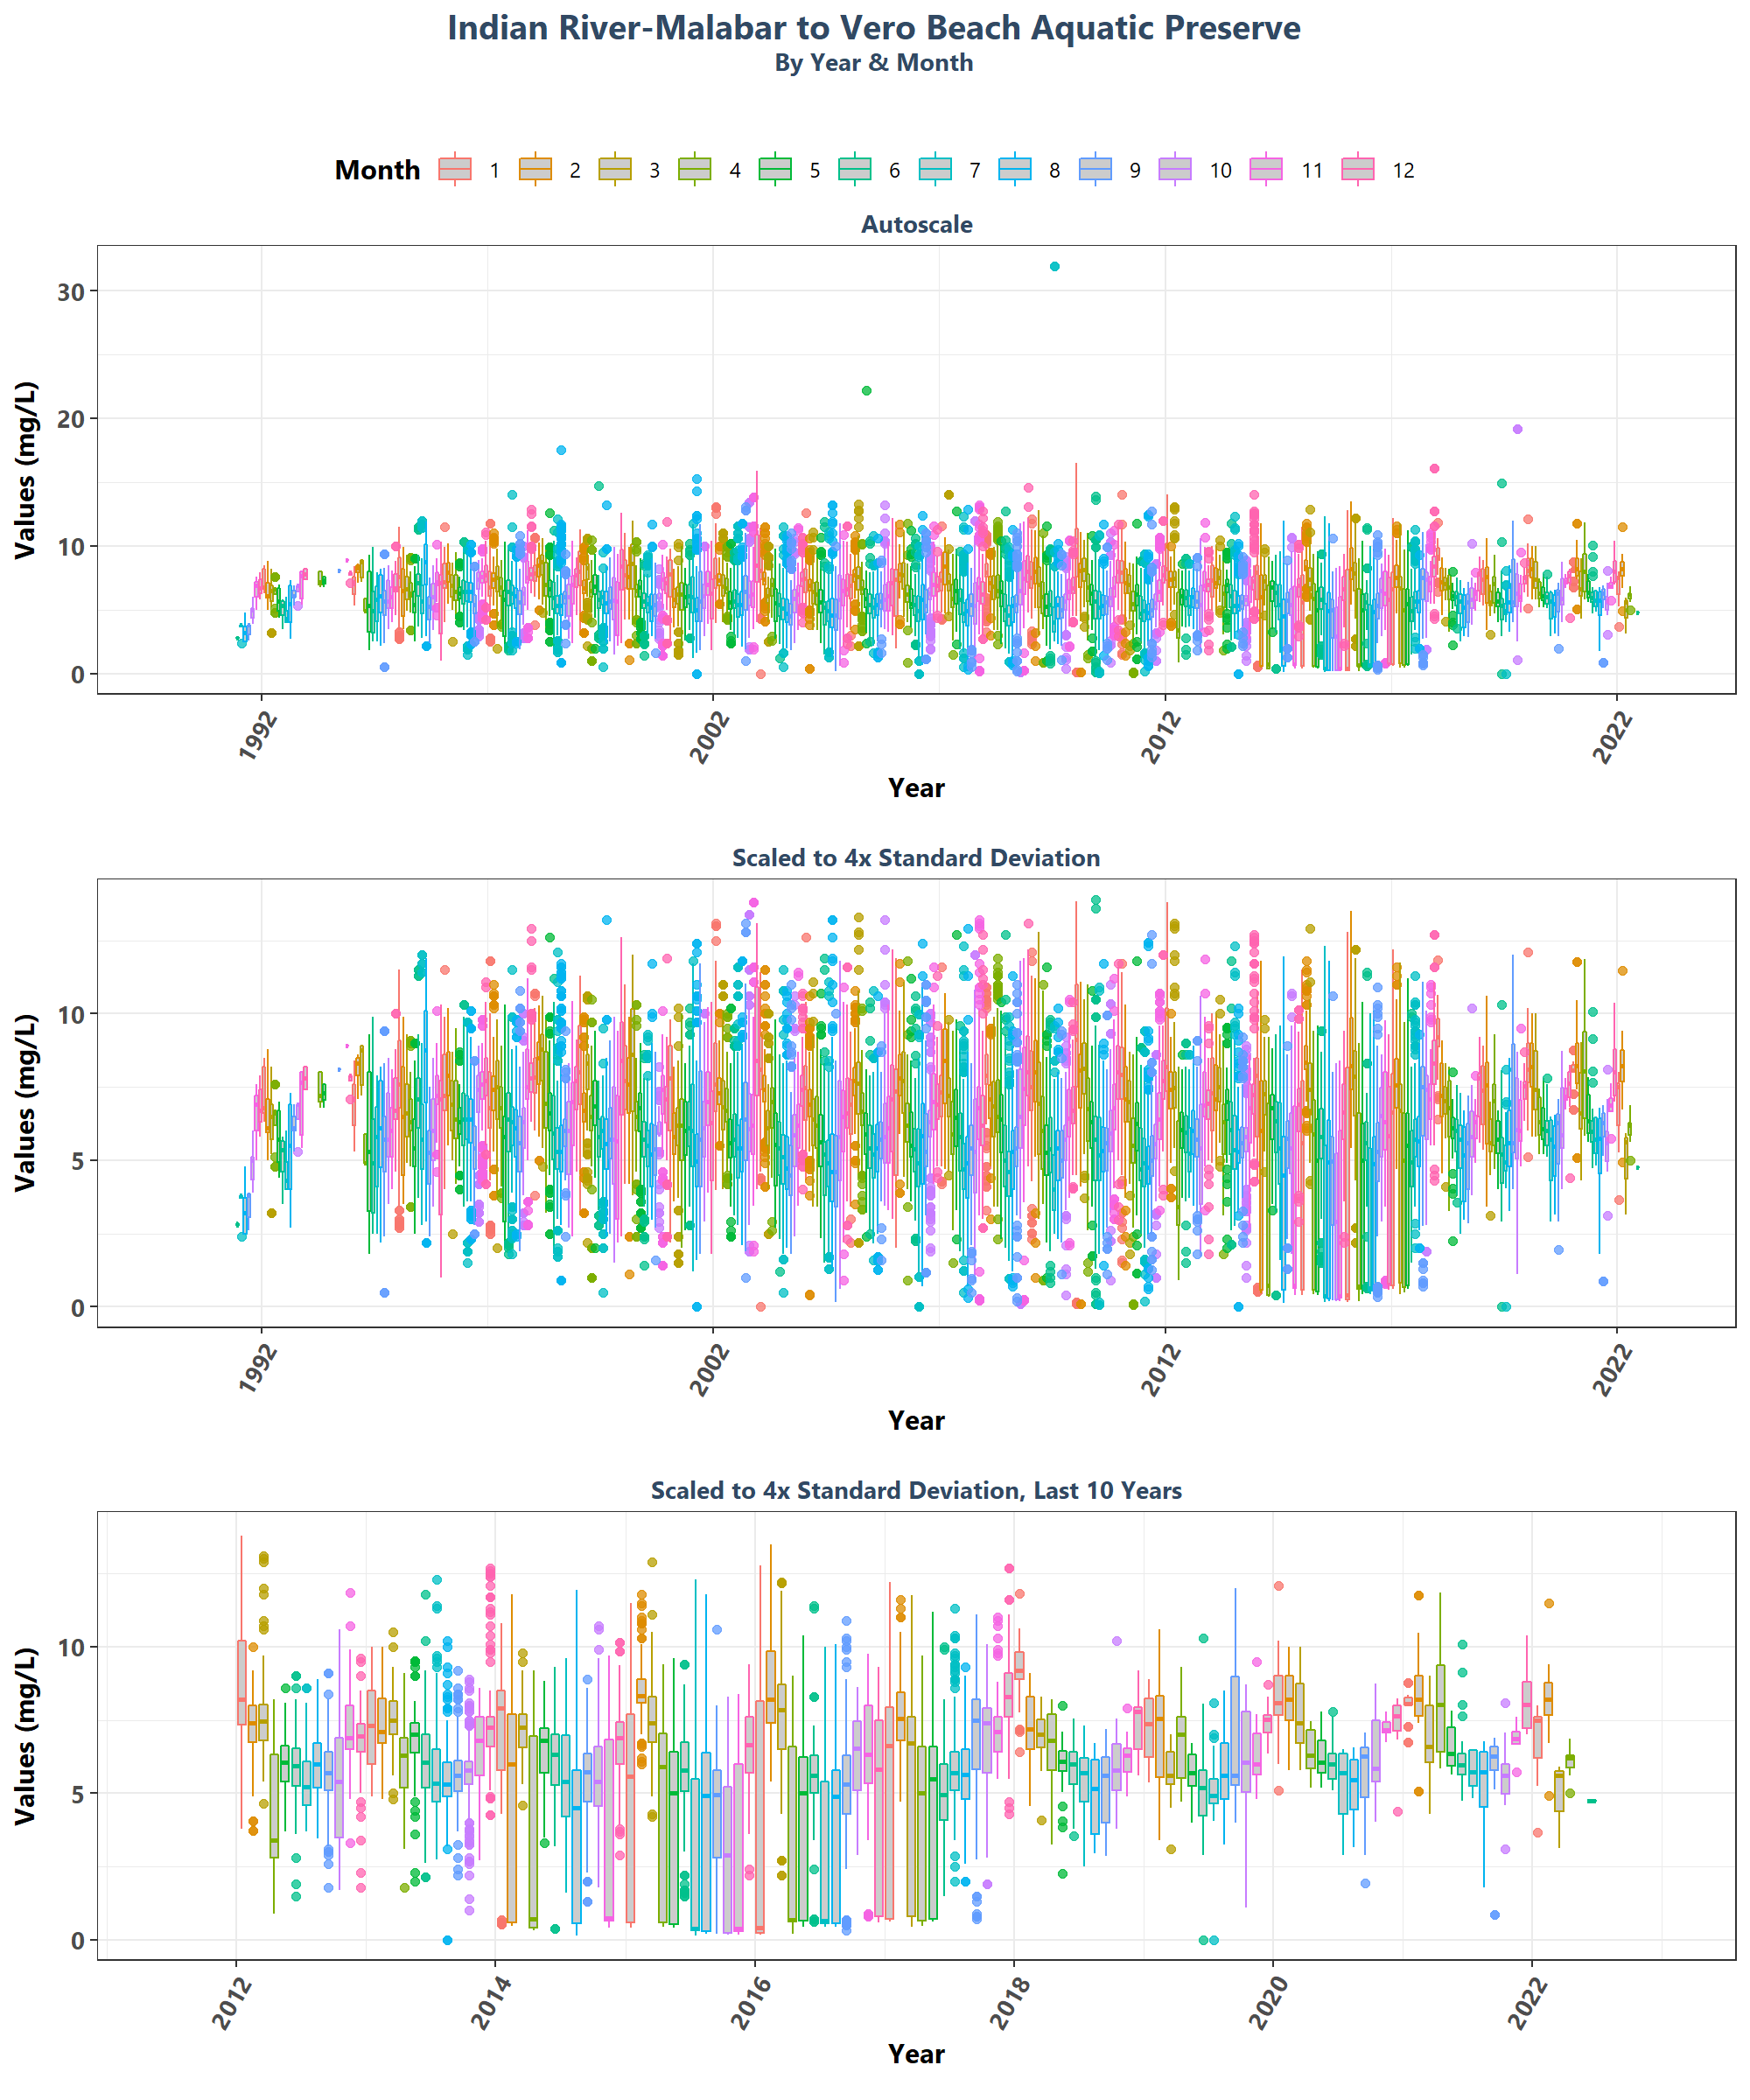 Indian River-Malabar to Vero Beach Aquatic Preserve
By Year & Month
Month 1 2 3 4 5 6 7 8 9 10 11 12
Autoscale
Values (mg/L)
30
20
10
0
1992 2002 2012 2022
Year
Scaled to 4x Standard Deviation
Values (mg/L)
10
5
0
1992 2002 2012 2022
Year
Scaled to 4x Standard Deviation, Last 10 Years
Values (mg/L)
10
5
0
2012 2014 2016 2018 2020 2022
Year